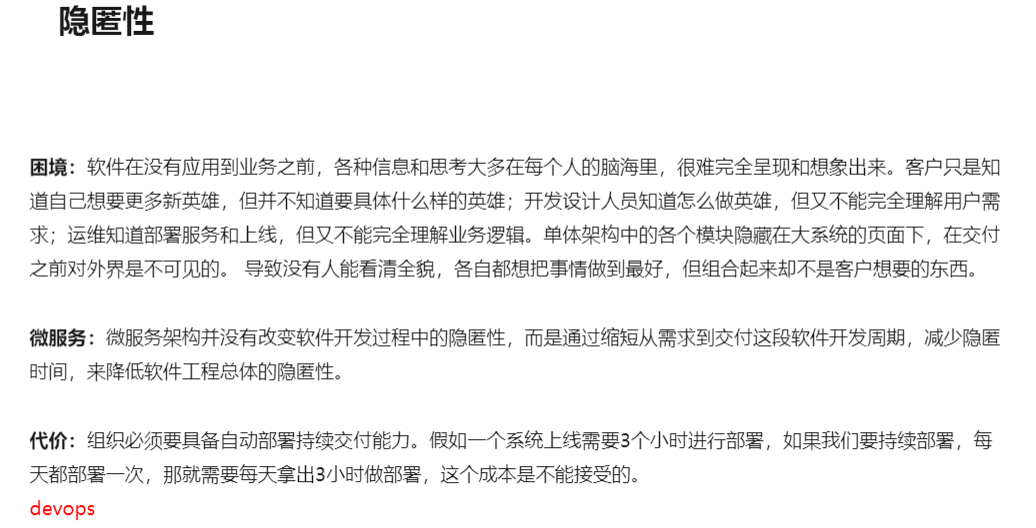 隐匿性
困境：软件在没有应用到业务之前，各种信息和思考大多在每个人的脑海里，很难完全呈现和想象出来。客户只是知
道自己想要更多新英雄，但并不知道要具体什么样的英雄；开发设计人员知道怎么做英雄，但又不能完全理解用户需
求；运维知道部署服务和上线，但又不能完全理解业务逻辑。单体架构中的各个模块隐藏在大系统的页面下，在交付
之前对外界是不可见的。 导致没有人能看清全貌，各自都想把事情做到最好，但组合起来却不是客户想要的东西。
微服务：微服务架构并没有改变软件开发过程中的隐匿性，而是通过缩短从需求到交付这段软件开发周期，减少隐匿
时间，来降低软件工程总体的隐匿性。
代价：组织必须要具备自动部署持续交付能力。假如一个系统上线需要3个小时进行部署，如果我们要持续部署，每
天都部署一次，那就需要每天拿出3小时做部署，这个成本是不能接受的。
devops